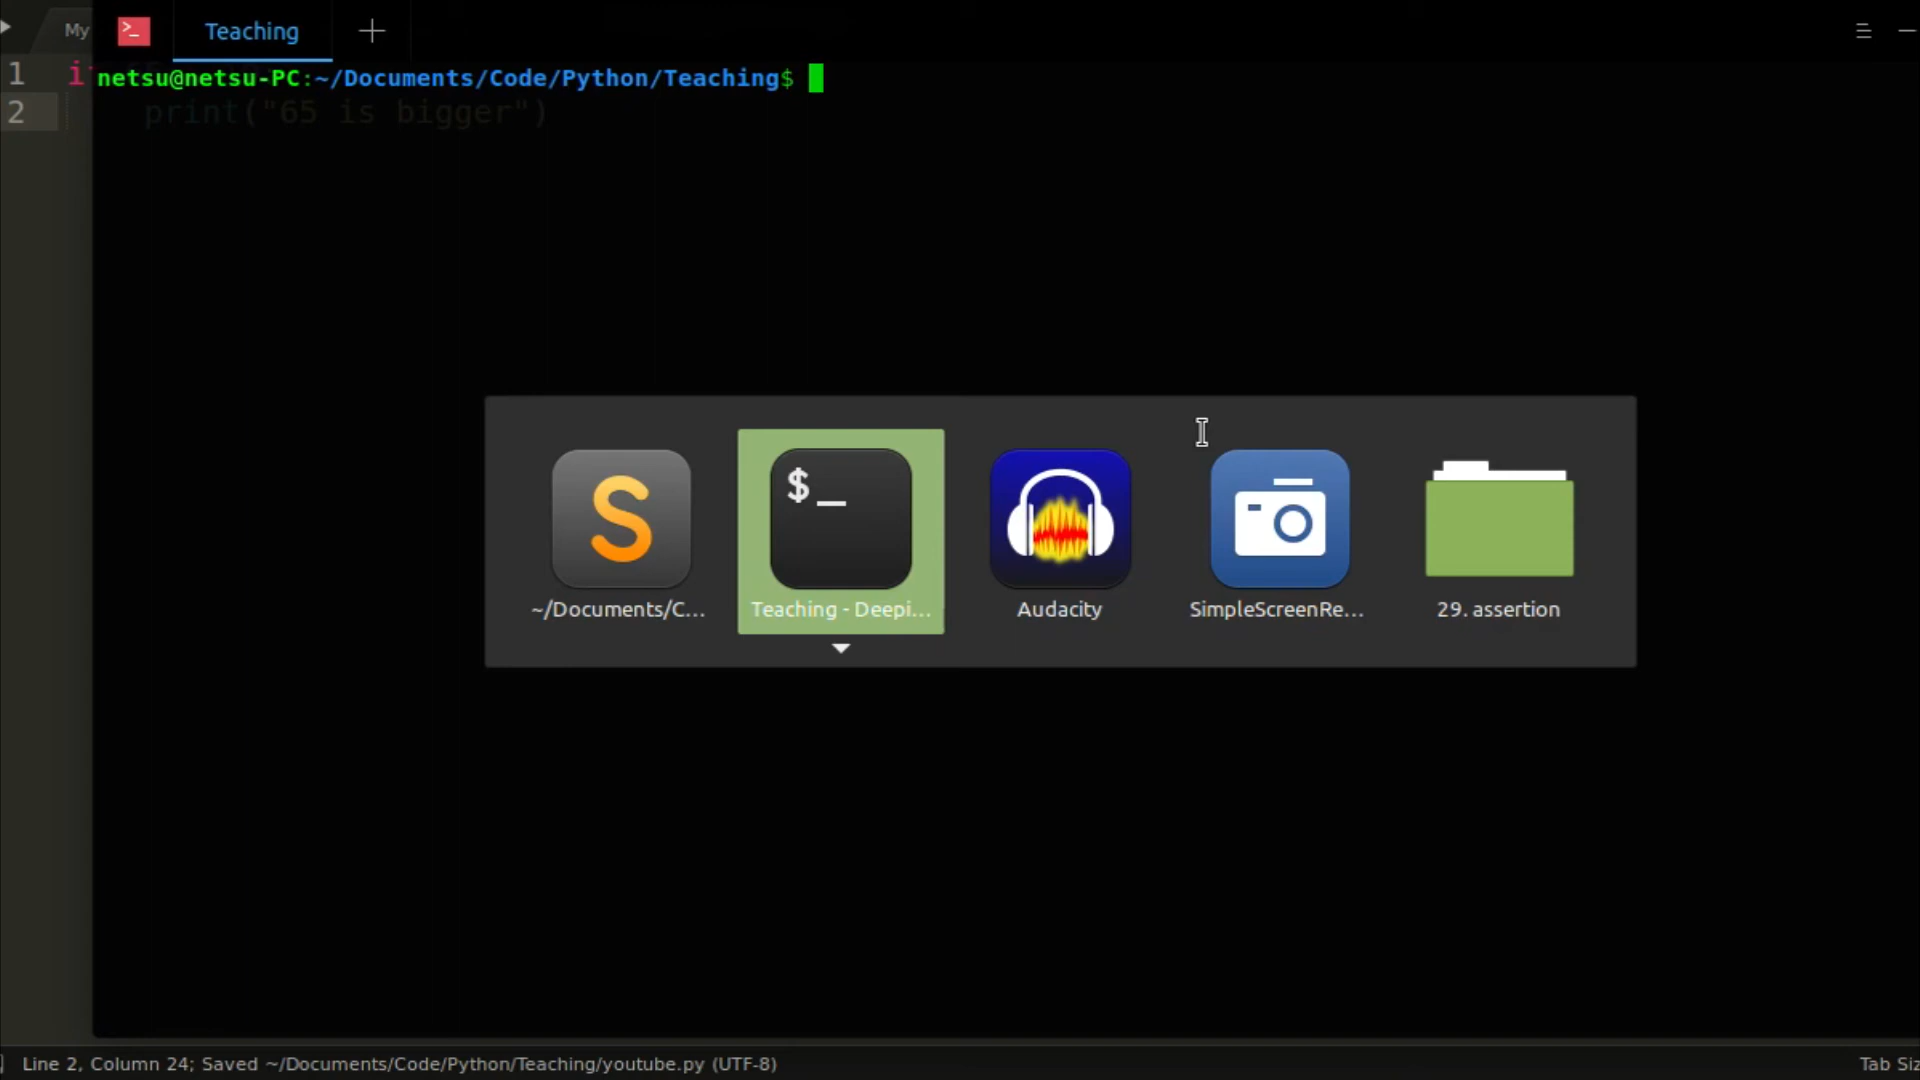 My
>_
Teaching
1 i
netsu@netsu-PC:~/Documents/Code/Python/Teaching$
2 print("65 is bigger")
S
$_
~/Documents/C...
Teaching - Deepi...
Audacity
SimpleScreenRe...
29. assertion
Line 2, Column 24; Saved ~/Documents/Code/Python/Teaching/youtube.py (UTF-8)
Tab Siz